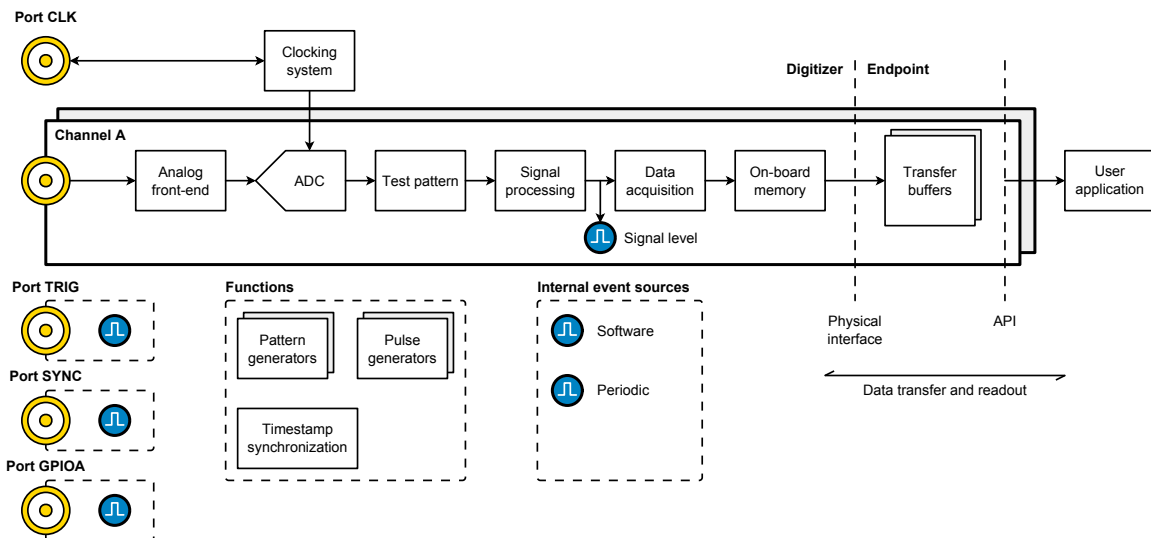 Port CLK
Clocking
system
Digitizer
Endpoint
Channel A
Analog
front-end
ADC
Test pattern
Signal
processing
Data
acquisition
On-board
memory
Transfer
buffers
User
application
Signal level
Port TRIG
Functions
Internal event sources
Pattern
generators
Pulse
generators
Software
Physical
interface
API
Port SYNC
Periodic
Data transfer and readout
Timestamp
synchronization
Port GPIOA